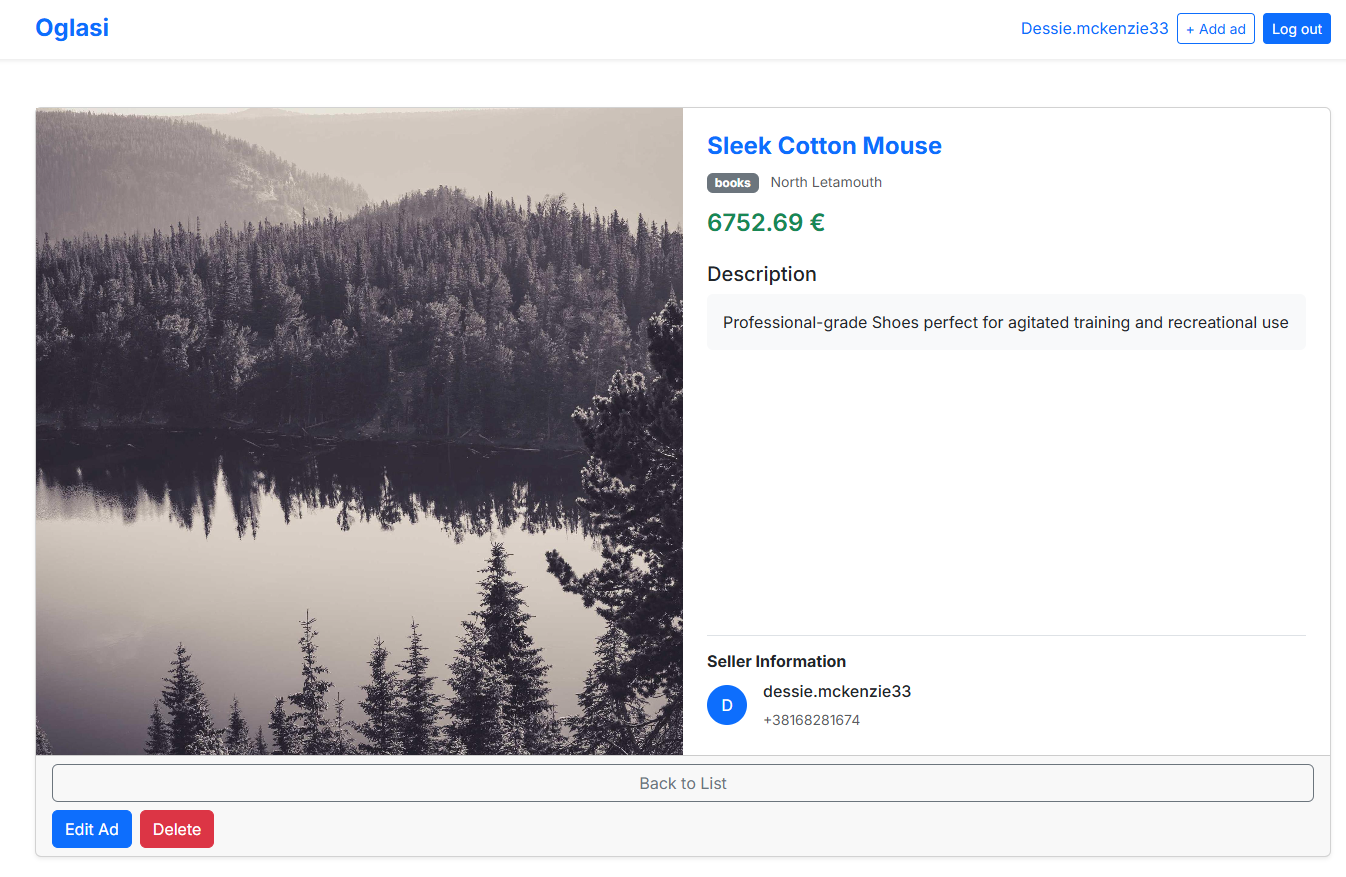 Oglasi
Dessie.mckenzie33 + Add ad Log out
Sleek Cotton Mouse
books North Letamouth
6752.69 €
Description
Professional-grade Shoes perfect for agitated training and recreational use
Seller Information
D
dessie.mckenzie33
+38168281674
Back to List
Edit Ad Delete